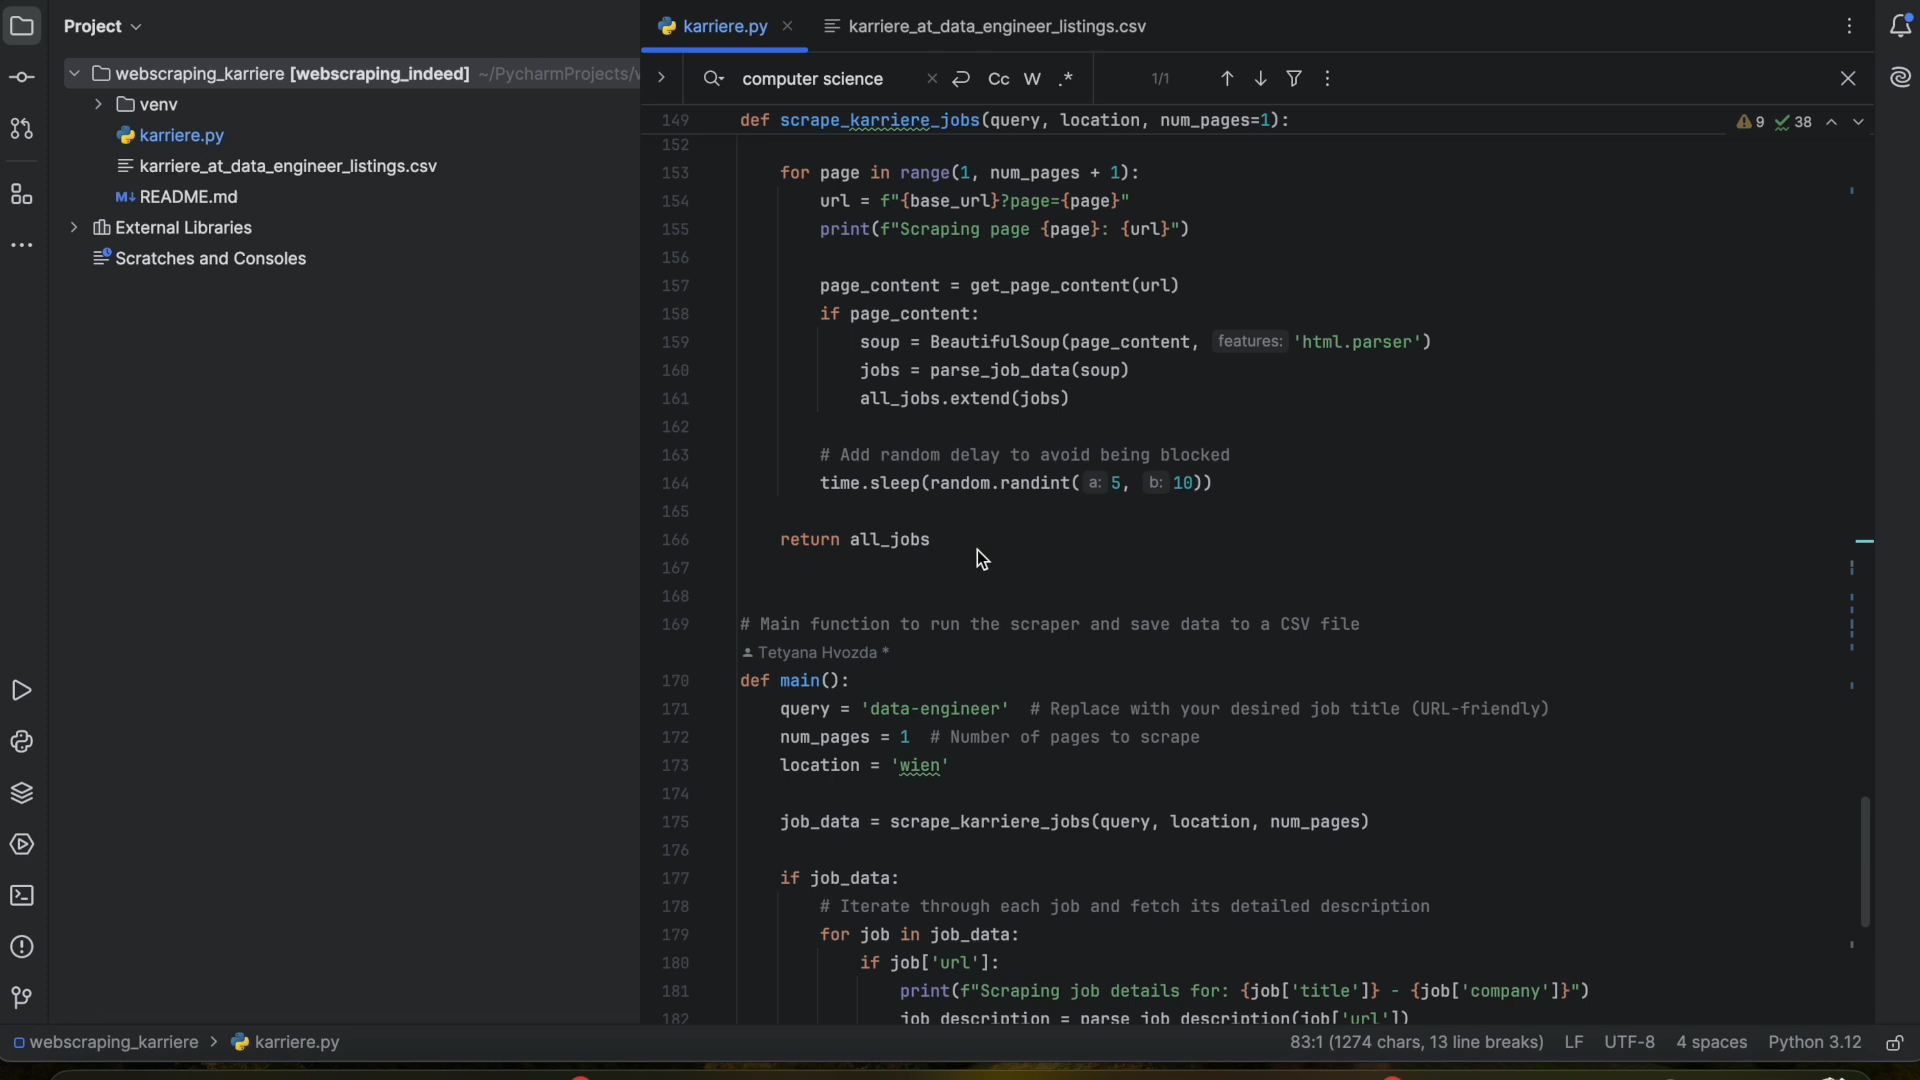 Project
webscraping_karriere [webscraping_indeed] ~/PycharmProjects/
venv
karriere.py
karriere_at_data_engineer_listings.csv
README.md
External Libraries
Scratches and Consoles
karriere.py
karriere_at_data_engineer_listings.csv
computer science
Cc W .* 1/1
149 def scrape_karriere_jobs(query, location, num_pages=1): 9 38
152
153 for page in range(1, num_pages + 1):
154 url = f"{base_url}?page={page}"
155 print(f"Scraping page {page}: {url}")
156
157 page_content = get_page_content(url)
158 if page_content:
159 soup = BeautifulSoup(page_content, features: 'html.parser')
160 jobs = parse_job_data(soup)
161 all_jobs.extend(jobs)
162
163 # Add random delay to avoid being blocked
164 time.sleep(random.randint( a: 5, b: 10))
165
166 return all_jobs
167
168
169 # Main function to run the scraper and save data to a CSV file
Tetyana Hvozda *
170 def main():
171 query = 'data-engineer' # Replace with your desired job title (URL-friendly)
172 num_pages = 1 # Number of pages to scrape
173 location = 'wien'
174
175 job_data = scrape_karriere_jobs(query, location, num_pages)
176
177 if job_data:
178 # Iterate through each job and fetch its detailed description
179 for job in job_data:
180 if job['url']:
181 print(f"Scraping job details for: {job['title']} - {job['company']}")
182 job_description = parse_job_description(job['url'])
webscraping_karriere > karriere.py
83:1 (1274 chars, 13 line breaks) LF UTF-8 4 spaces Python 3.12